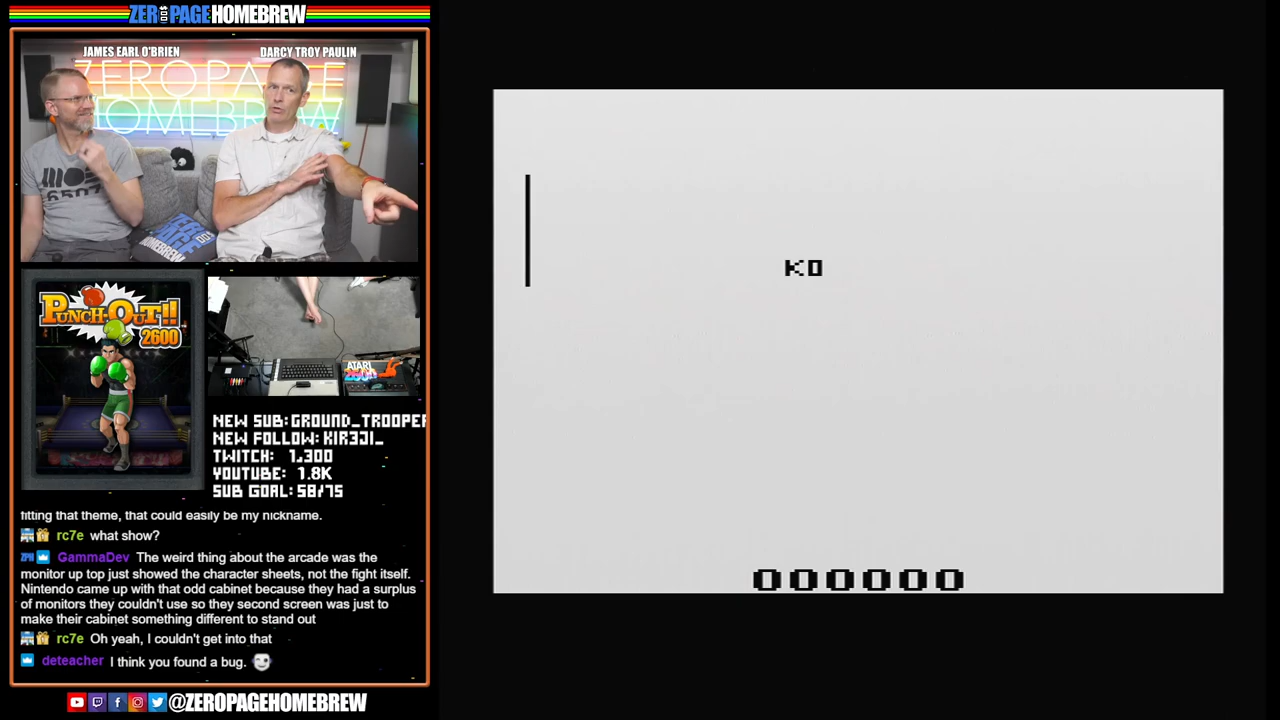 ZEROPAGE HOMEBREW
JAMES EARL O'BRIEN
DARCY TROY PAULIN
ZEROPAGE
HOMEBREW
PUNCH-OUT!!
2600
KO
NEW SUB: GROUND_TROOPER
NEW FOLLOW: KIR3JI_
TWITCH: 1,300
YOUTUBE: 1.8K
SUB GOAL: 58/75
fitting that theme, that could easily be my nickname.
rc7e what show?
GammaDev The weird thing about the arcade was the
monitor up top just showed the character sheets, not the fight itself.
Nintendo came up with that odd cabinet because they had a surplus
of monitors they couldn't use so they second screen was just to
make their cabinet something different to stand out
rc7e Oh yeah, I couldn't get into that
deteacher I think you found a bug.
000000
@ZEROPAGEHOMEBREW